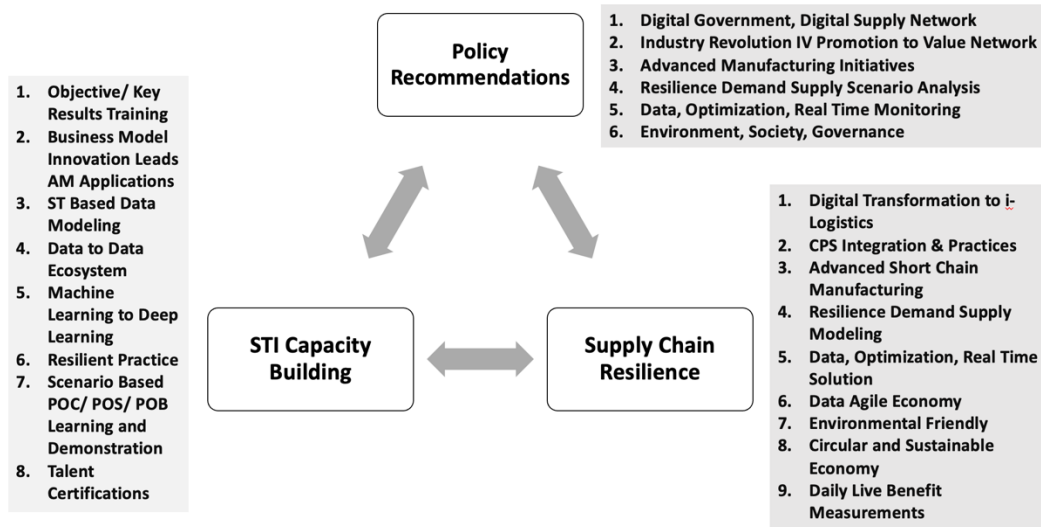 Policy
Recommendations
1. Digital Government, Digital Supply Network
2. Industry Revolution IV Promotion to Value Network
3. Advanced Manufacturing Initiatives
4. Resilience Demand Supply Scenario Analysis
5. Data, Optimization, Real Time Monitoring
6. Environment, Society, Governance
1. Objective/ Key
Results Training
2. Business Model
Innovation Leads
AM Applications
3. ST Based Data
Modeling
4. Data to Data
Ecosystem
5. Machine
Learning to Deep
Learning
6. Resilient Practice
7. Scenario Based
POC/ POS/ POB
Learning and
Demonstration
8. Talent
Certifications
STI Capacity
Building
Supply Chain
Resilience
1. Digital Transformation to i-
Logistics
2. CPS Integration & Practices
3. Advanced Short Chain
Manufacturing
4. Resilience Demand Supply
Modeling
5. Data, Optimization, Real Time
Solution
6. Data Agile Economy
7. Environmental Friendly
8. Circular and Sustainable
Economy
9. Daily Live Benefit
Measurements